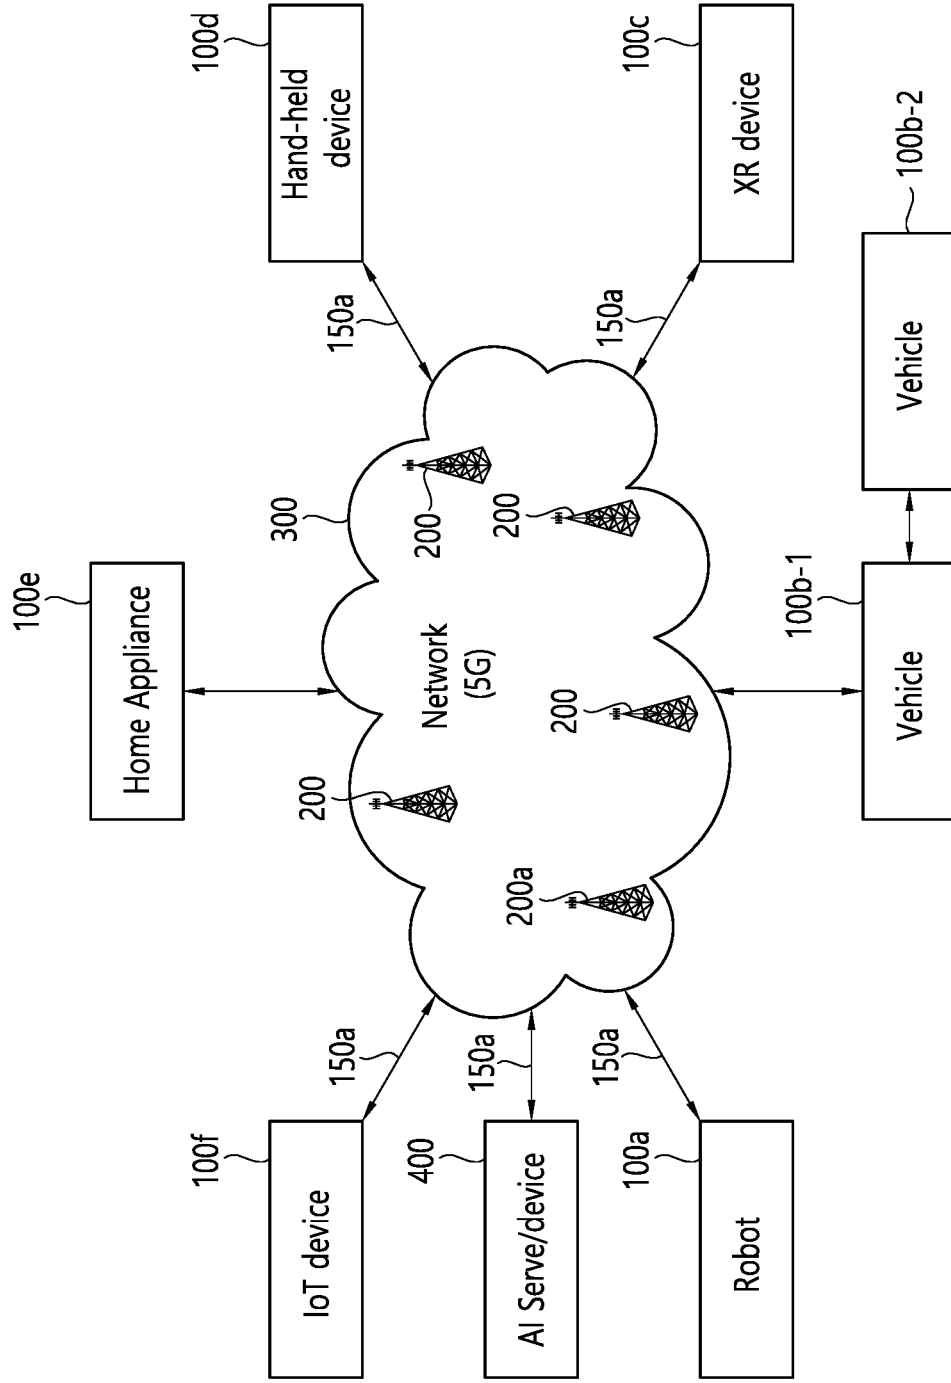 100e
Home Appliance
100f
IoT device
150a
300
100d
Hand-held
device
150a
200
200
Network
(5G)
200
400
AI Serve/device
150a
200a
200
100a
Robot
150a
150a
100c
XR device
100b-1
Vehicle
100b-2
Vehicle